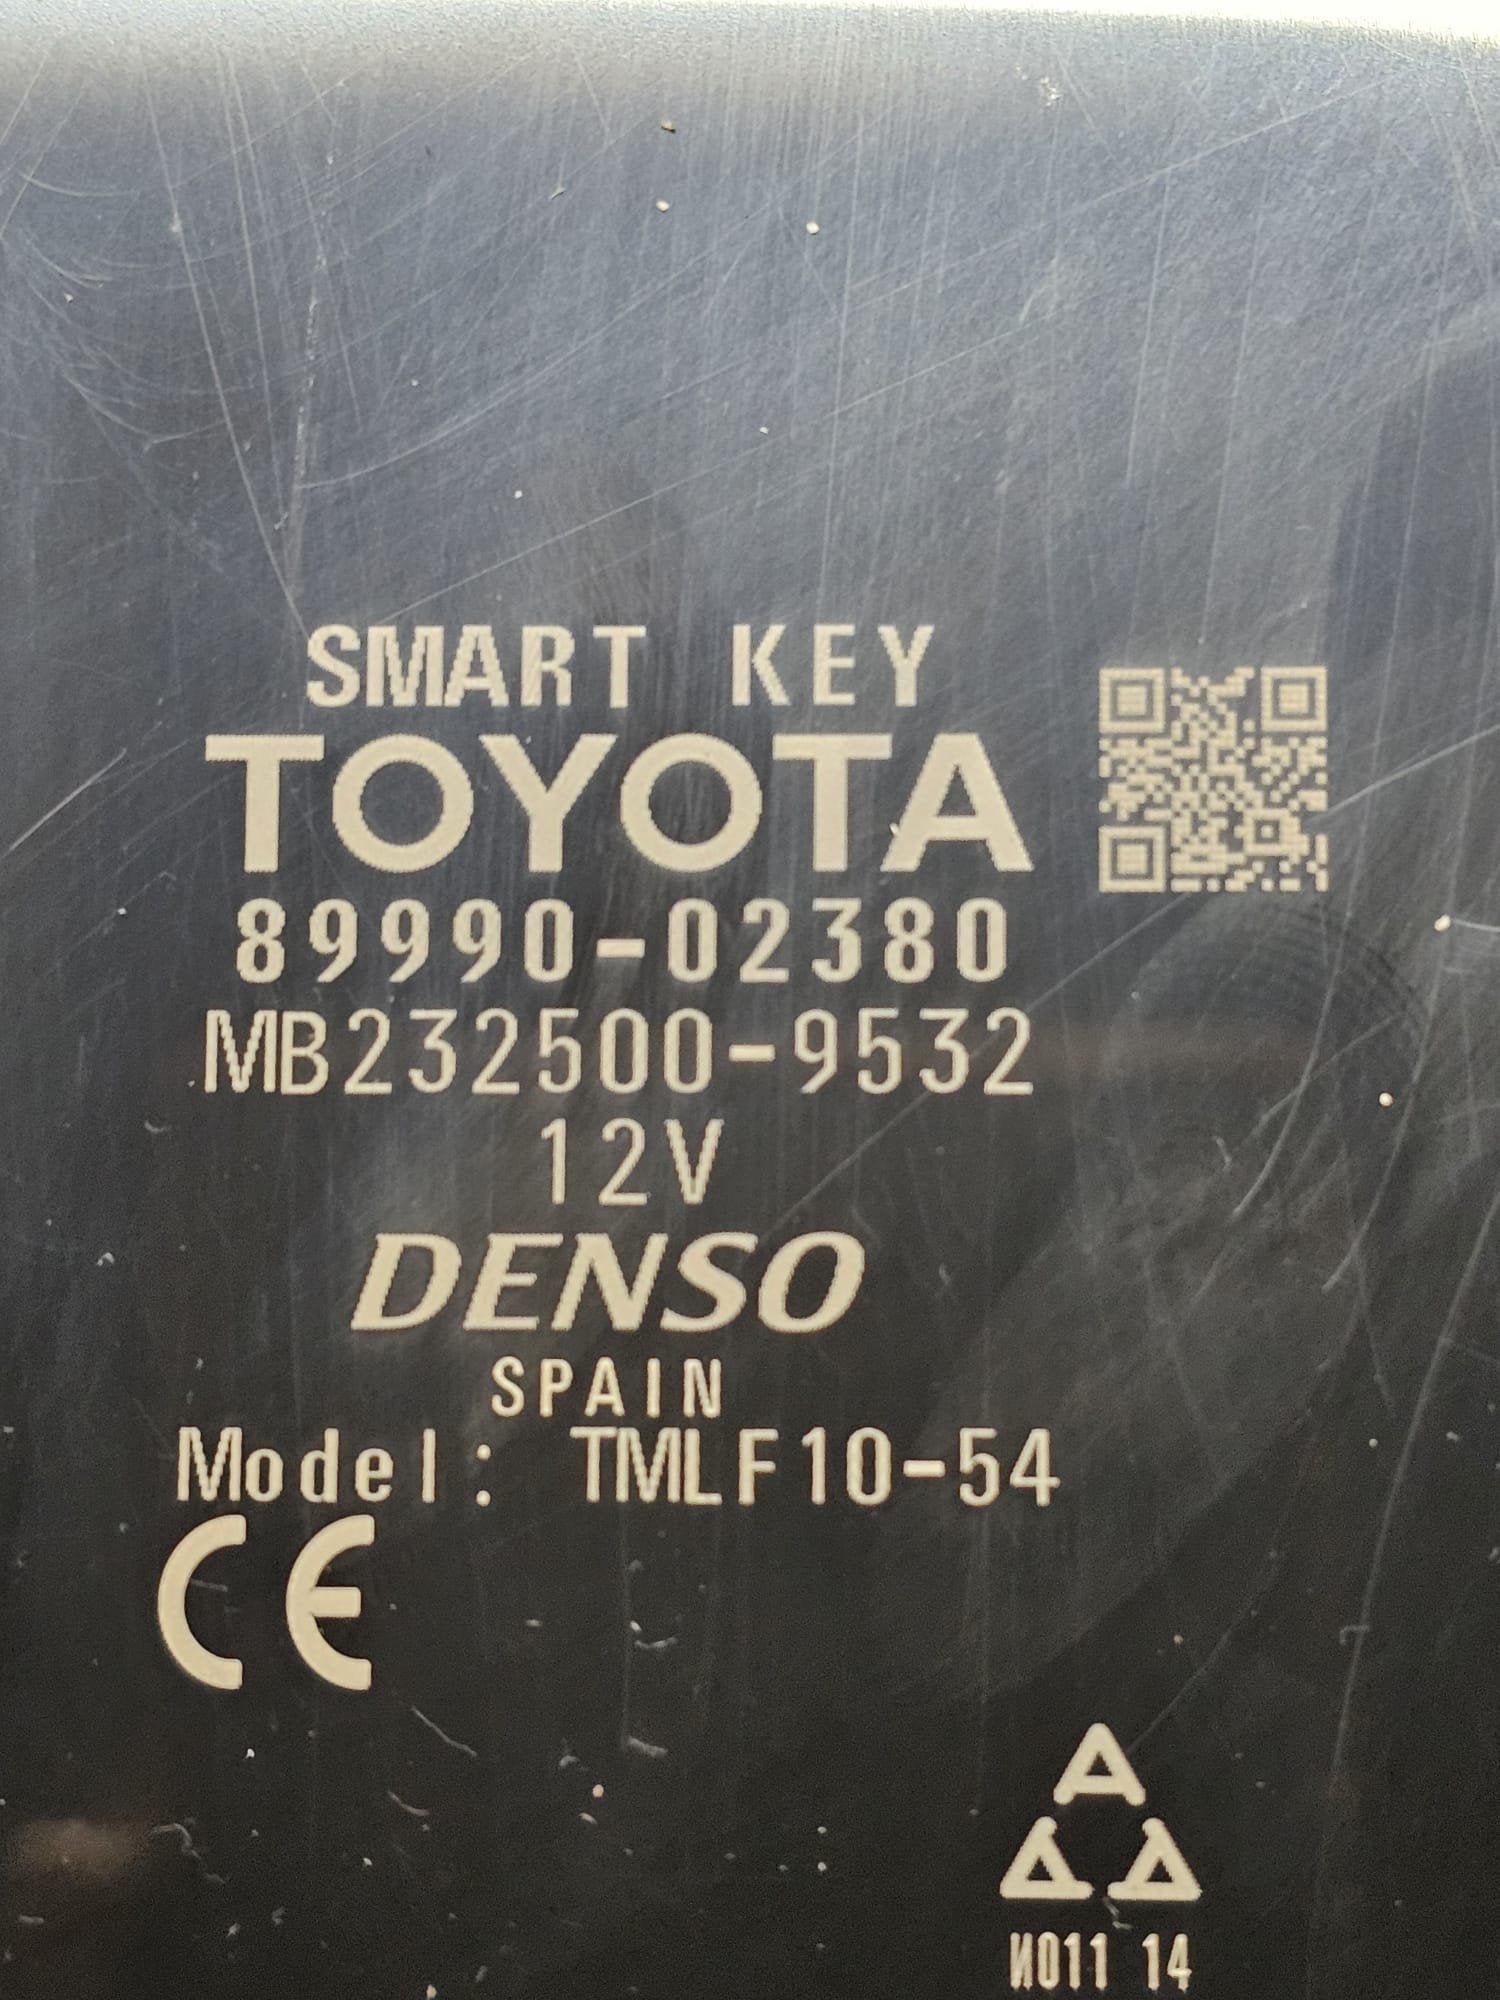 SMART KEY
TOYOTA
89990-02380
MB232500-9532
12V
DENSO
SPAIN
Model: TMLF10-54
CE
И011 14